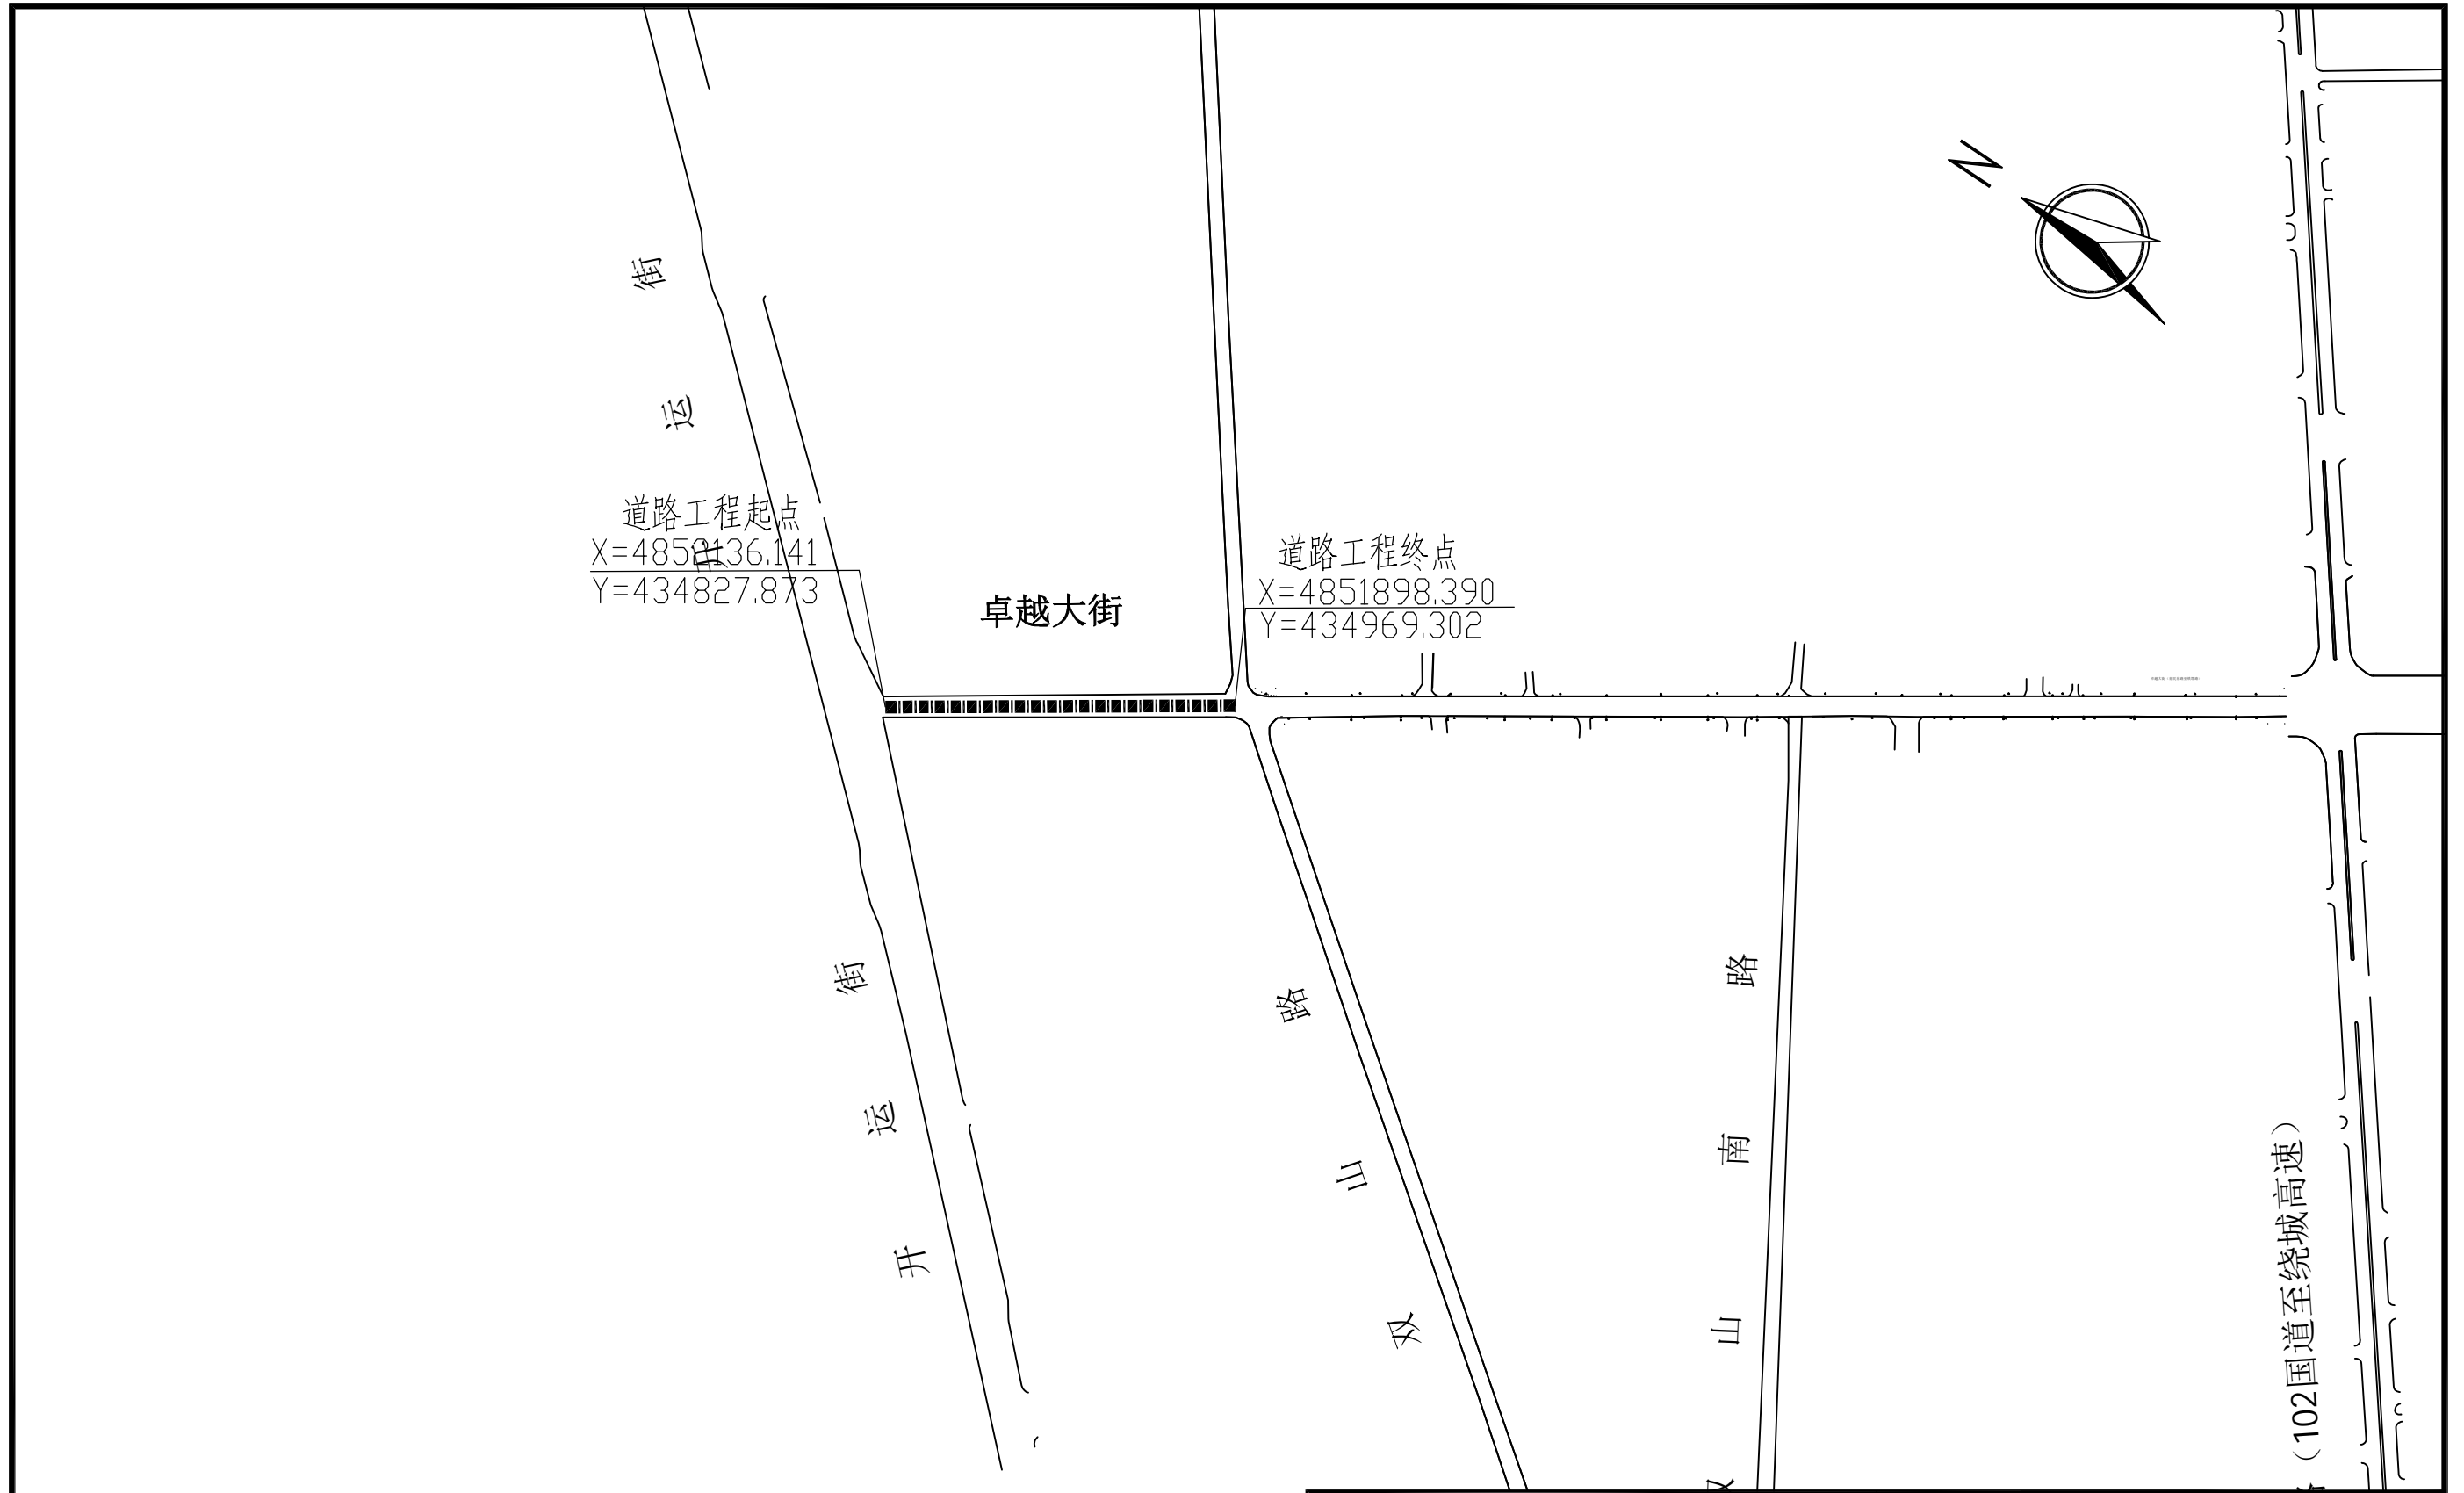 N
街
运
开
道路工程起点
X=4852136.141
Y=434827.873
卓越大街
道路工程终点
X=4851898.390
Y=434969.302
街
运
开
路
山
双
路
南
山
（102国道至绕城高速）